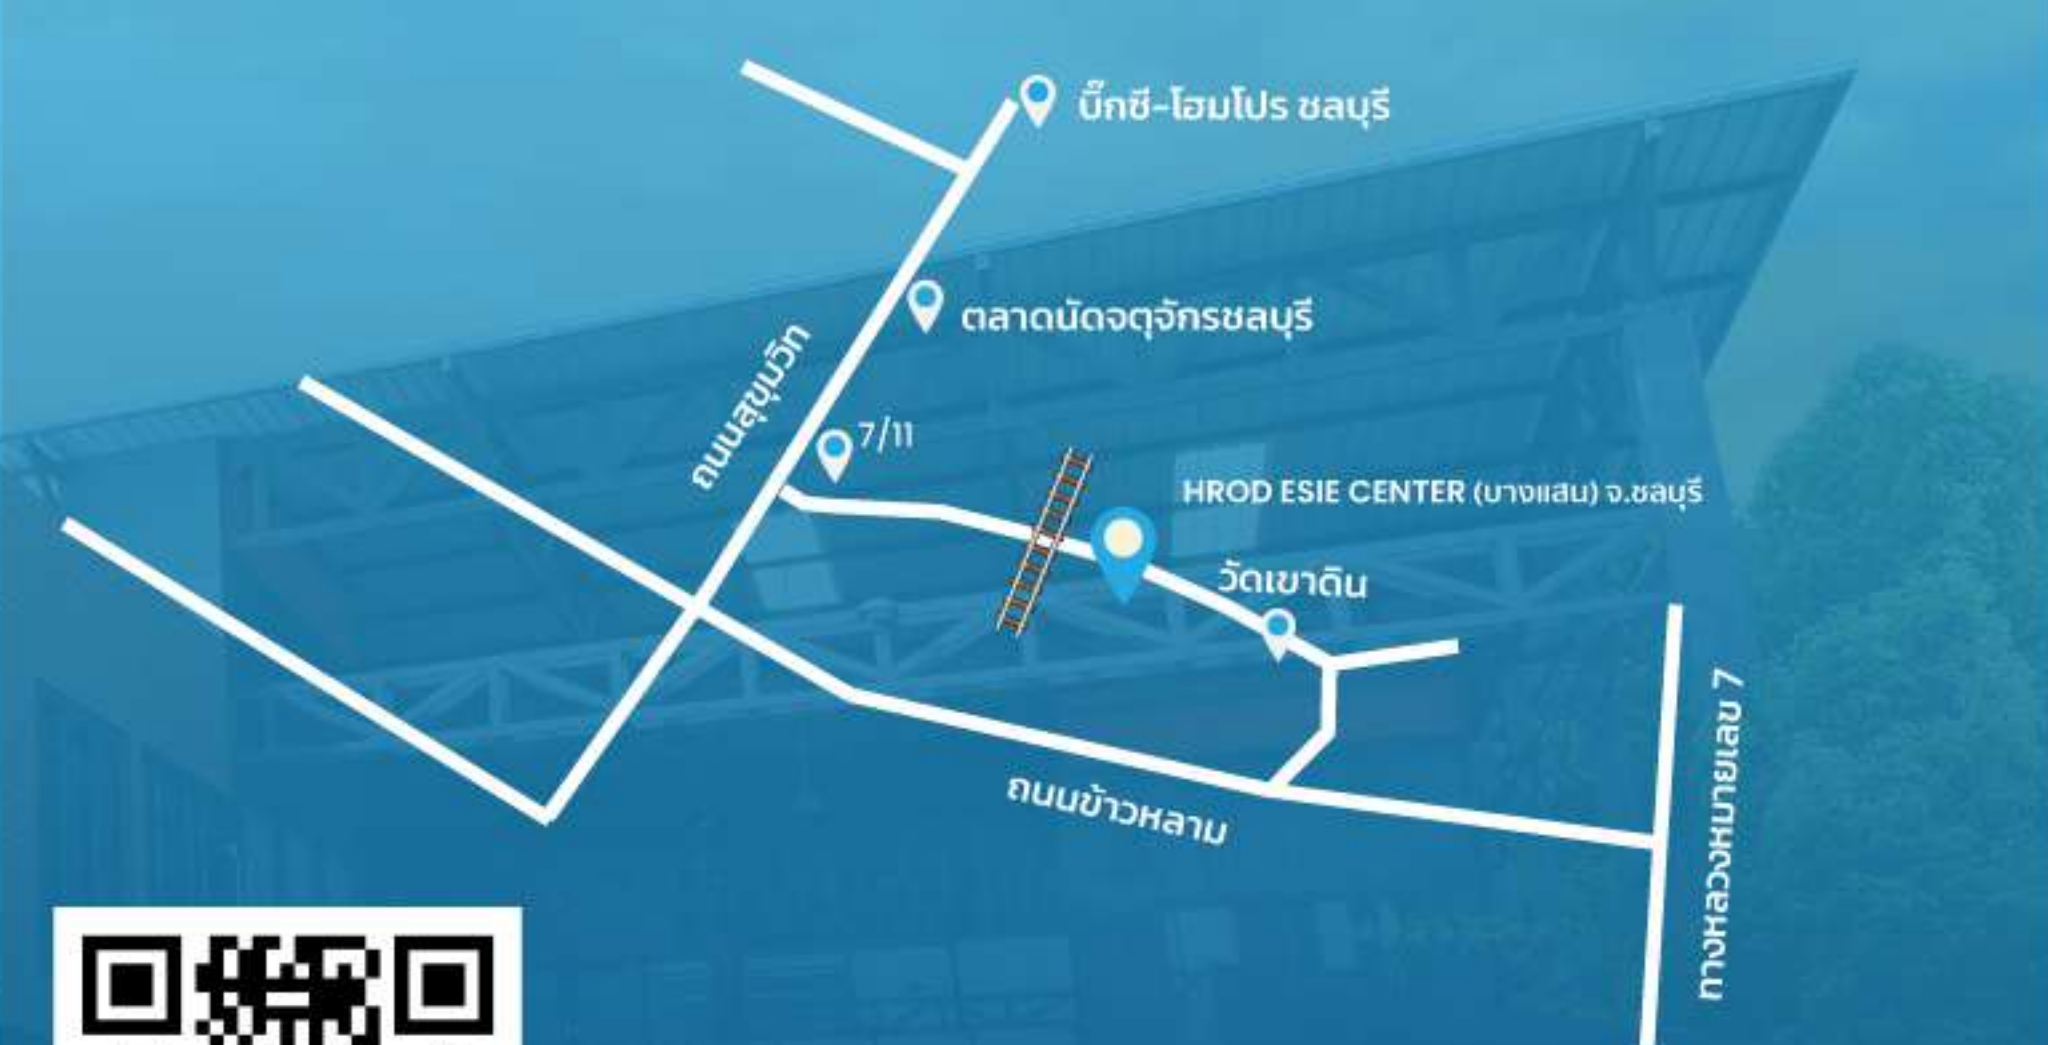 บิ๊กซี-โฮมโปร ชลบุรี
ตลาดนัดจตุจักรชลบุรี
ถนนสุขุมวิท
7/11
HROD ESIE CENTER (บางแสน) จ.ชลบุรี
วัดเขาดิน
ถนนข้าวหลาม
ทางหลวงหมายเลข 7